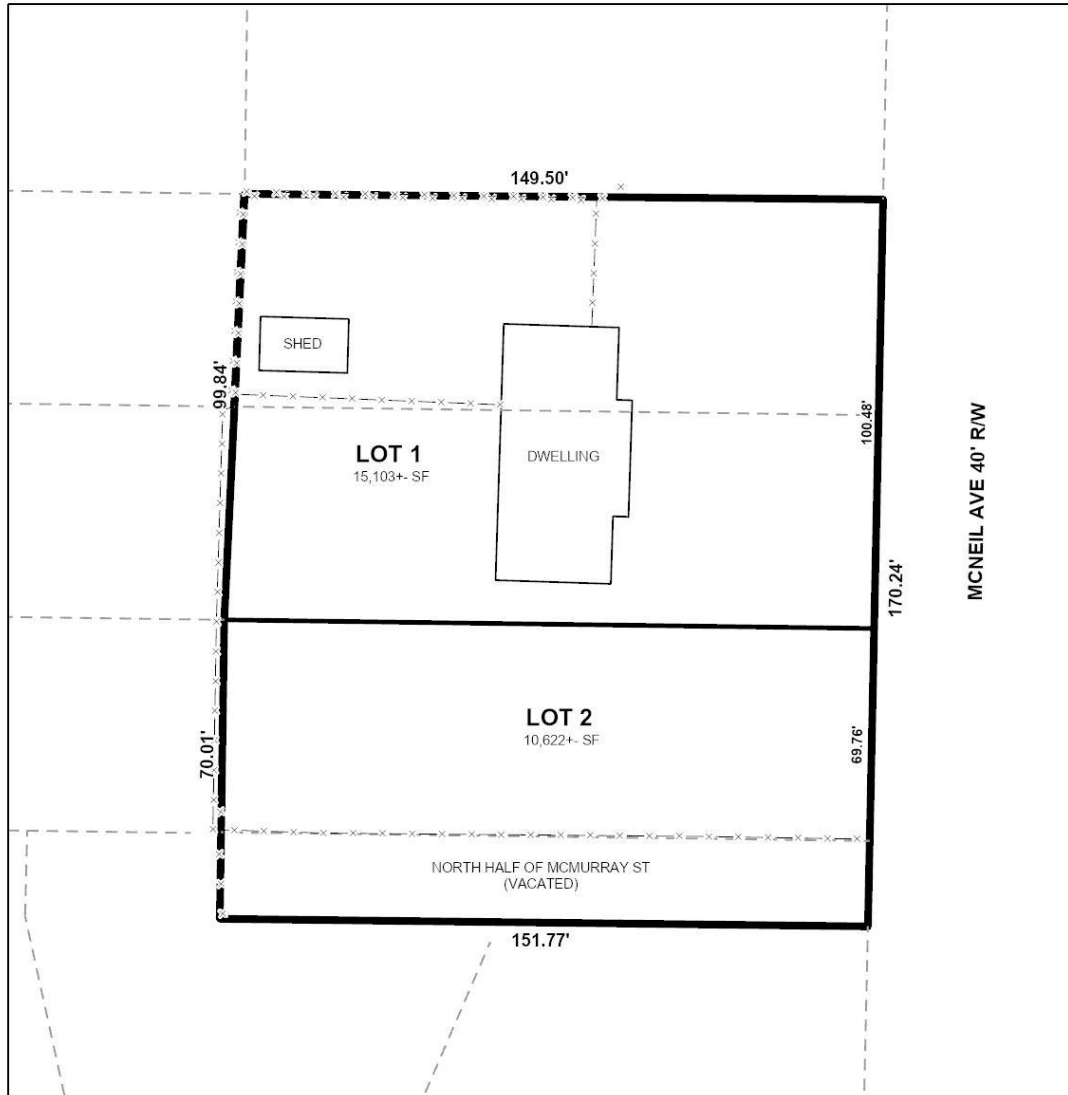 149.50'
SHED
99.84'
100.48'
LOT 1
15,103+- SF
DWELLING
MCNEIL AVE 40' R/W
170.24'
LOT 2
10,622+- SF
70.01'
69.76'
NORTH HALF OF MCMURRAY ST
(VACATED)
151.77'